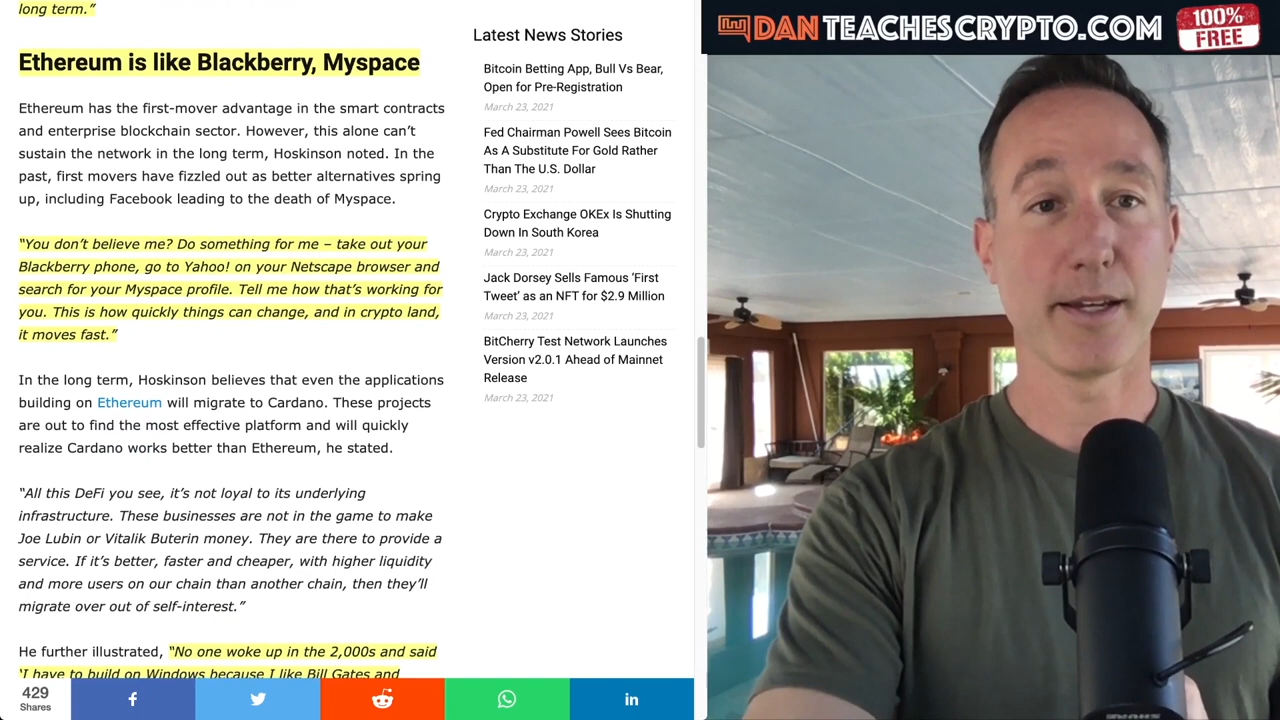 long term.”
Ethereum is like Blackberry, Myspace
Ethereum has the first-mover advantage in the smart contracts
and enterprise blockchain sector. However, this alone can’t
sustain the network in the long term, Hoskinson noted. In the
past, first movers have fizzled out as better alternatives spring
up, including Facebook leading to the death of Myspace.
“You don’t believe me? Do something for me – take out your
Blackberry phone, go to Yahoo! on your Netscape browser and
search for your Myspace profile. Tell me how that’s working for
you. This is how quickly things can change, and in crypto land,
it moves fast.”
In the long term, Hoskinson believes that even the applications
building on Ethereum will migrate to Cardano. These projects
are out to find the most effective platform and will quickly
realize Cardano works better than Ethereum, he stated.
“All this DeFi you see, it’s not loyal to its underlying
infrastructure. These businesses are not in the game to make
Joe Lubin or Vitalik Buterin money. They are there to provide a
service. If it’s better, faster and cheaper, with higher liquidity
and more users on our chain than another chain, then they’ll
migrate over out of self-interest.”
He further illustrated, “No one woke up in the 2,000s and said
‘I have to build on Windows because I like Bill Gates and
429
Shares
Latest News Stories
Bitcoin Betting App, Bull Vs Bear,
Open for Pre-Registration
March 23, 2021
Fed Chairman Powell Sees Bitcoin
As A Substitute For Gold Rather
Than The U.S. Dollar
March 23, 2021
Crypto Exchange OKEx Is Shutting
Down In South Korea
March 23, 2021
Jack Dorsey Sells Famous ‘First
Tweet’ as an NFT for $2.9 Million
March 23, 2021
BitCherry Test Network Launches
Version v2.0.1 Ahead of Mainnet
Release
March 23, 2021
DANTEACHESCRYPTO.COM
100%
FREE